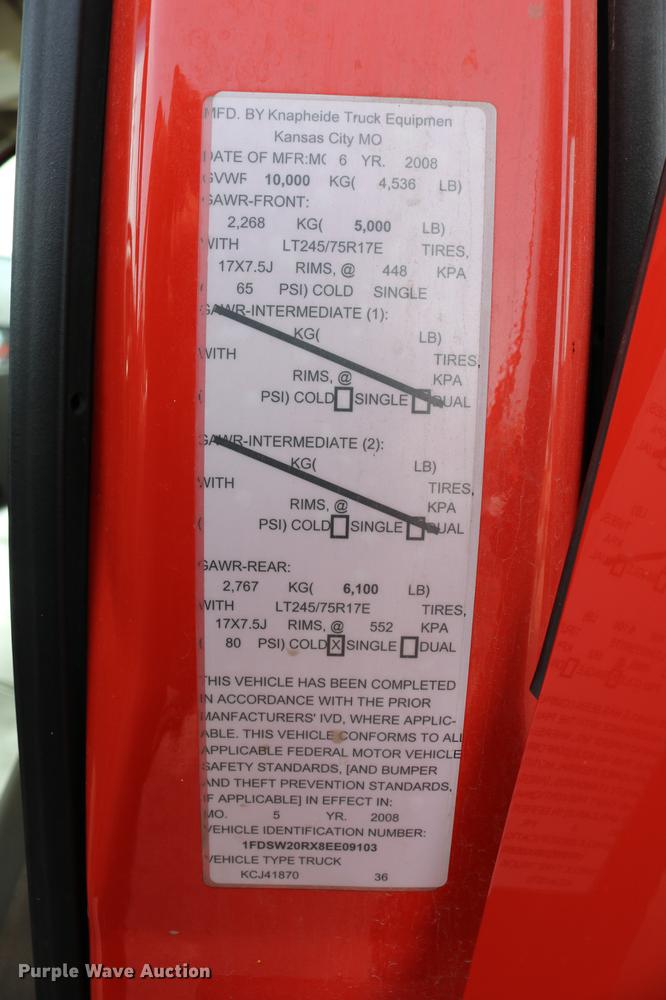 MFD. BY Knapheide Truck Equipmen
Kansas City MO
DATE OF MFR:M( 6 YR. 2008
GVWR 10,000 KG( 4,536 LB)
GAWR-FRONT:
2,268 KG( 5,000 LB)
WITH LT245/75R17E TIRES,
17X7.5J RIMS, @ 448 KPA
( 65 PSI) COLD SINGLE
GAWR-INTERMEDIATE (1):
KG( LB)
WITH TIRES,
RIMS, @ KPA
( PSI) COLD SINGLE DUAL
GAWR-INTERMEDIATE (2):
KG( LB)
WITH TIRES,
RIMS, @ KPA
( PSI) COLD SINGLE DUAL
GAWR-REAR:
2,767 KG( 6,100 LB)
WITH LT245/75R17E TIRES,
17X7.5J RIMS, @ 552 KPA
( 80 PSI) COLD X SINGLE DUAL
THIS VEHICLE HAS BEEN COMPLETED
IN ACCORDANCE WITH THE PRIOR
MANFACTURERS' IVD, WHERE APPLIC-
ABLE. THIS VEHICLE CONFORMS TO ALL
APPLICABLE FEDERAL MOTOR VEHICLE
SAFETY STANDARDS, [AND BUMPER
AND THEFT PREVENTION STANDARDS,
IF APPLICABLE] IN EFFECT IN:
MO. 5 YR. 2008
VEHICLE IDENTIFICATION NUMBER:
1FDSW20RX8EE09103
VEHICLE TYPE TRUCK
KCJ41870 36
Purple Wave Auction